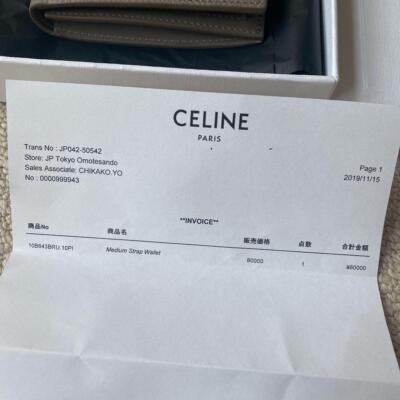 CELINE
PARIS
Trans No : JP042-50542
Store: JP Tokyo Omotesando
Sales Associate: CHIKAKO.YO
No : 0000999943
Page 1
2019/11/15
**INVOICE**
商品No 商品名 販売価格 点数 合計金額
10B643BRU.10PI Medium Strap Wallet 80000 1 ¥80000